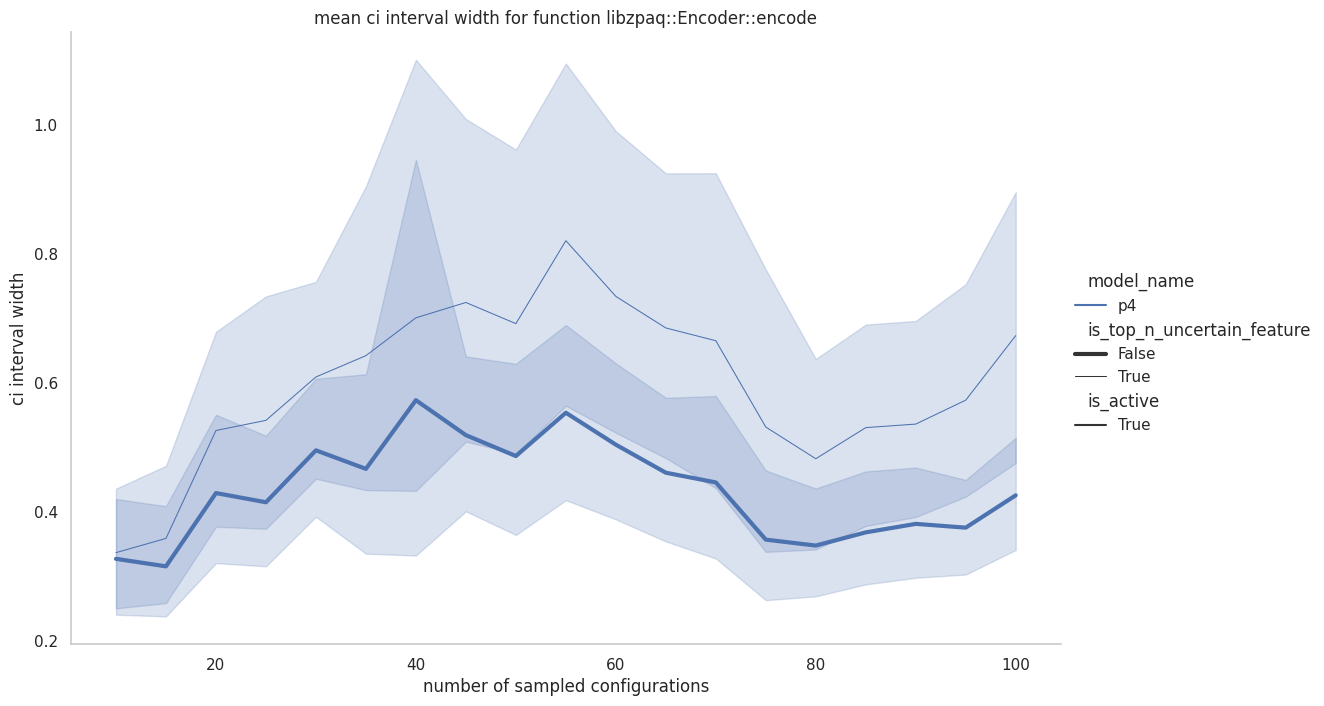 mean ci interval width for function libzpaq::Encoder::encode
ci interval width
1.0
0.8
0.6
0.4
0.2
20
40
60
80
100
number of sampled configurations
model_name
p4
is_top_n_uncertain_feature
False
True
is_active
True